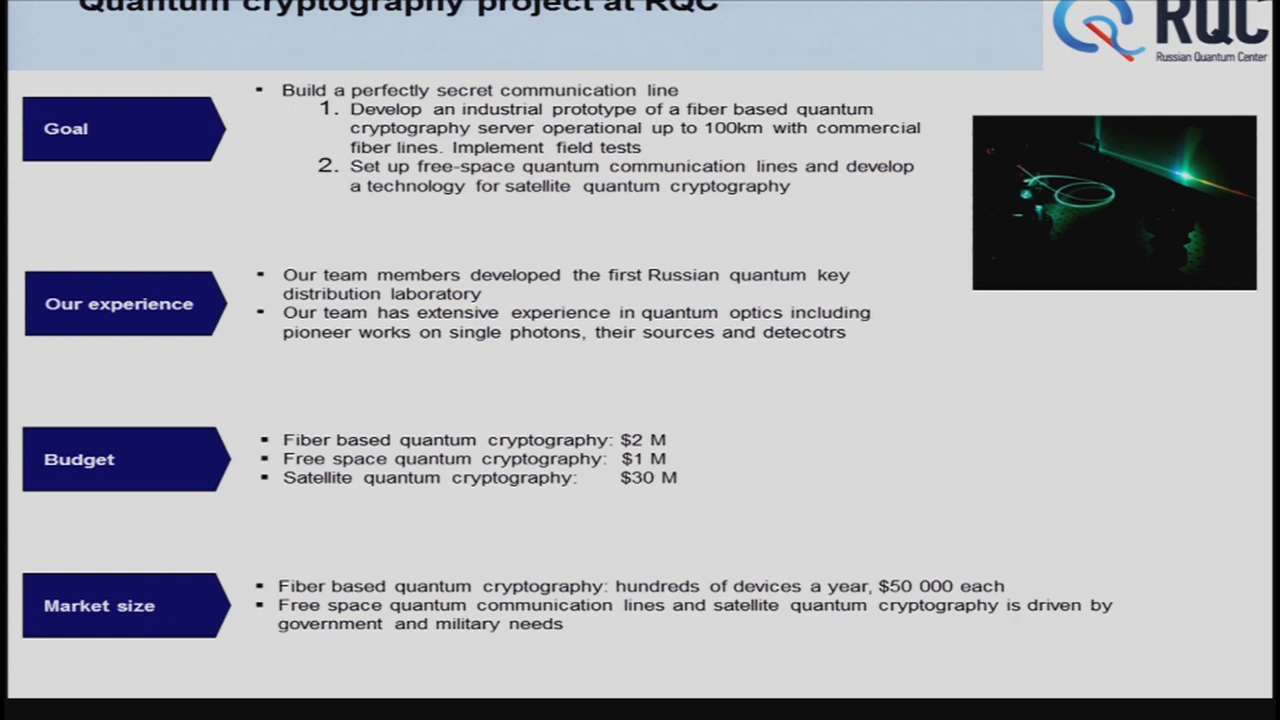 Quantum cryptography project at RQC
RQC
Russian Quantum Center
Goal
▪ Build a perfectly secret communication line
1. Develop an industrial prototype of a fiber based quantum
cryptography server operational up to 100km with commercial
fiber lines. Implement field tests
2. Set up free-space quantum communication lines and develop
a technology for satellite quantum cryptography
Our experience
▪ Our team members developed the first Russian quantum key
distribution laboratory
▪ Our team has extensive experience in quantum optics including
pioneer works on single photons, their sources and detecotrs
Budget
▪ Fiber based quantum cryptography: $2 M
▪ Free space quantum cryptography: $1 M
▪ Satellite quantum cryptography: $30 M
Market size
▪ Fiber based quantum cryptography: hundreds of devices a year, $50 000 each
▪ Free space quantum communication lines and satellite quantum cryptography is driven by
government and military needs